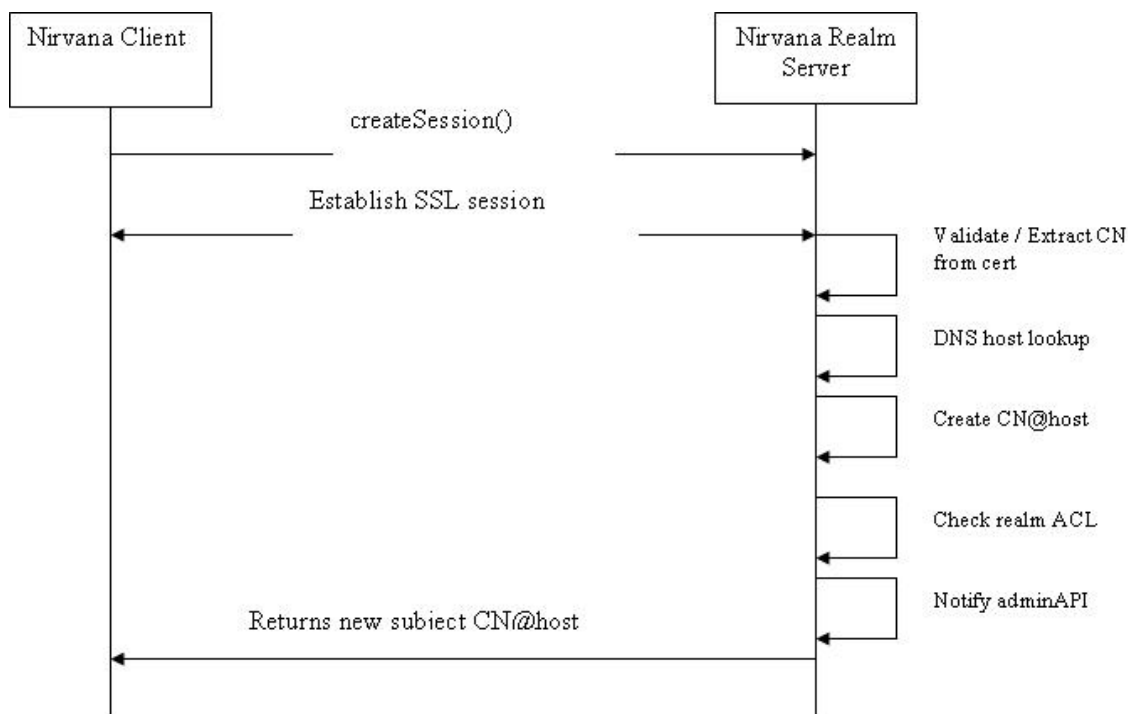 Nirvana Client
Nirvana Realm
Server
createSession()
Establish SSL session
Validate / Extract CN
from cert
DNS host lookup
Create CN@host
Check realm ACL
Notify adminAPI
Returns new subiect CN@host